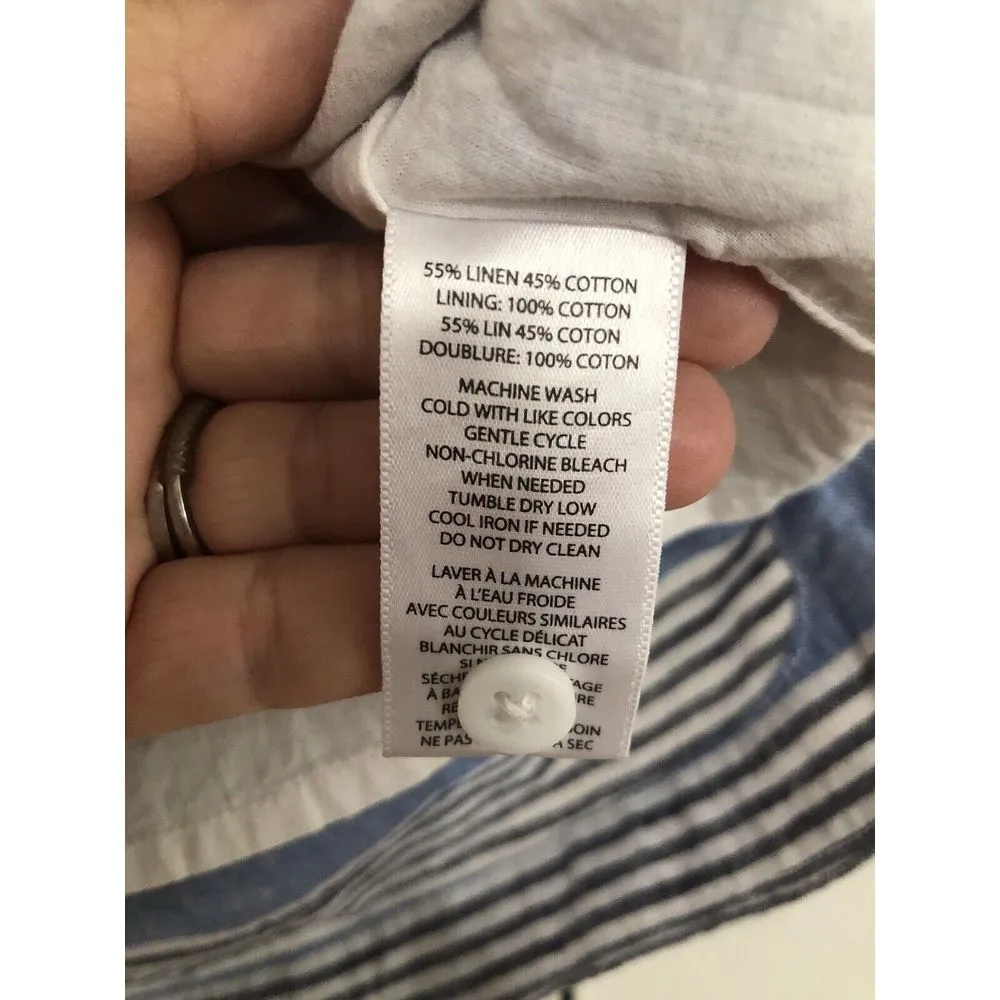 55% LINEN 45% COTTON
LINING: 100% COTTON
55% LIN 45% COTON
DOUBLURE: 100% COTON
MACHINE WASH
COLD WITH LIKE COLORS
GENTLE CYCLE
NON-CHLORINE BLEACH
WHEN NEEDED
TUMBLE DRY LOW
COOL IRON IF NEEDED
DO NOT DRY CLEAN
LAVER À LA MACHINE
À L'EAU FROIDE
AVEC COULEURS SIMILAIRES
AU CYCLE DÉLICAT
BLANCHIR SANS CHLORE
SI
À
NE PAS À SEC